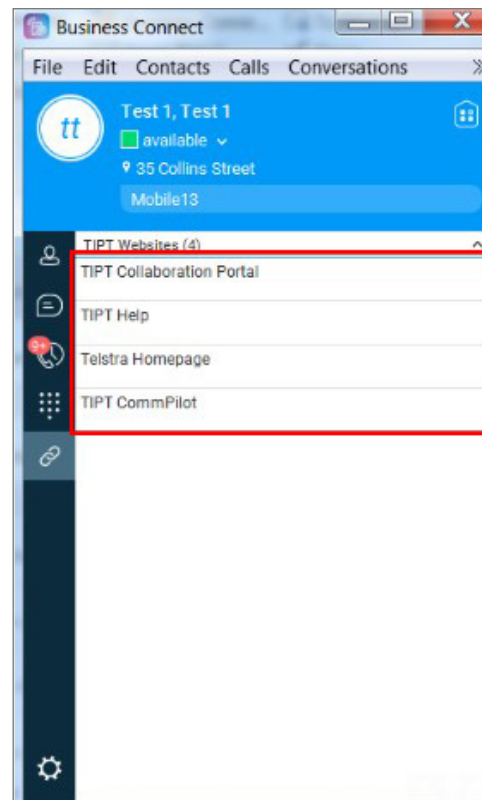 Business Connect
File Edit Contacts Calls Conversations »
tt
Test 1, Test 1
available
35 Collins Street
Mobile13
TIPT Websites (4)
TIPT Collaboration Portal
TIPT Help
9+
Telstra Homepage
TIPT CommPilot